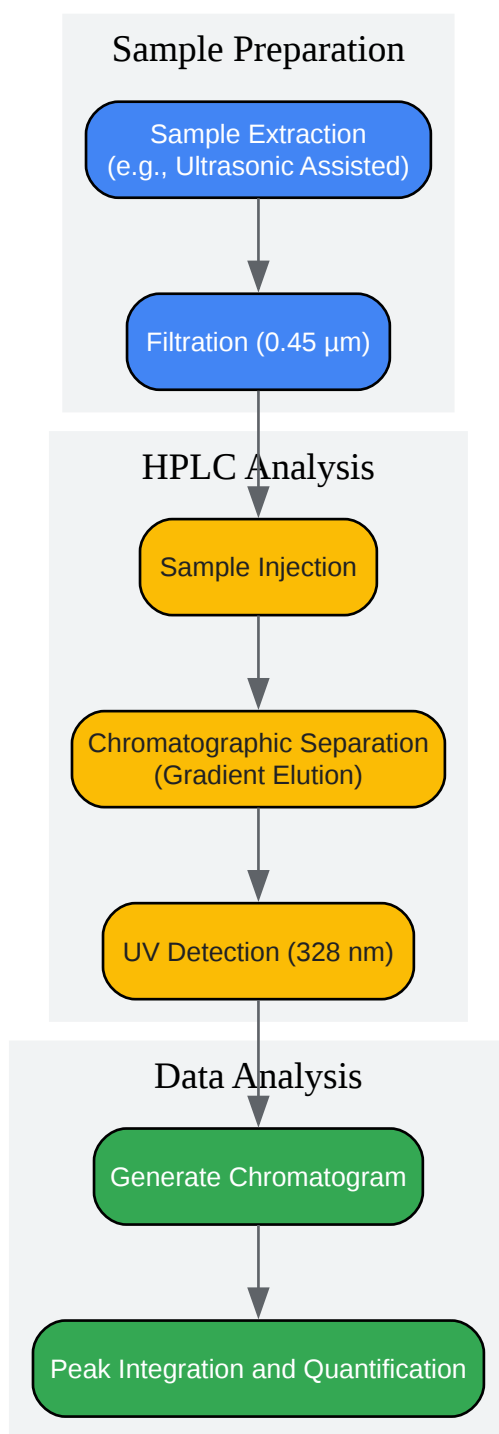 Sample Preparation
Sample Extraction
(e.g., Ultrasonic Assisted)
Filtration (0.45 µm)
HPLC Analysis
Sample Injection
Chromatographic Separation
(Gradient Elution)
UV Detection (328 nm)
Data Analysis
Generate Chromatogram
Peak Integration and Quantification